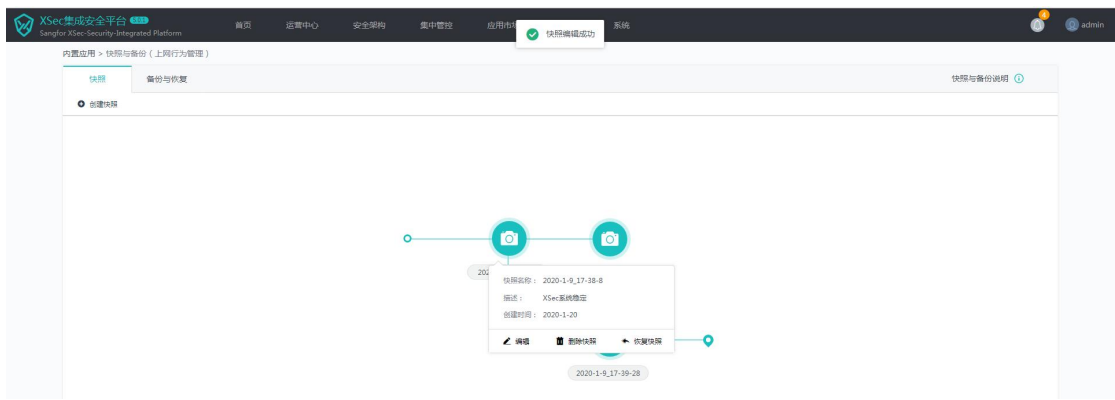 XSec集成安全平台 5.0.1
Sangfor XSec-Security-Integrated Platform
首页 运营中心 安全架构 集中管控 应用市 系统
快照编辑成功
4
admin
内置应用 > 快照与备份 ( 上网行为管理 )
快照 备份与恢复 快照与备份说明
创建快照
202
快照名称： 2020-1-9_17-38-8
描述： XSec系统稳定
创建时间： 2020-1-20
编辑 删除快照 恢复快照
2020-1-9_17-39-28